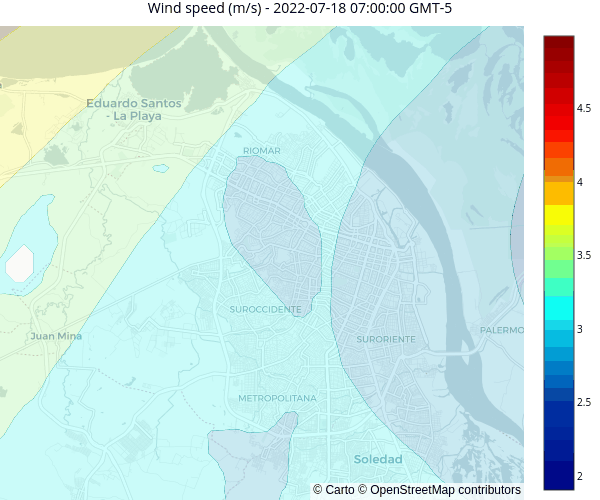 Wind speed (m/s) - 2022-07-18 07:00:00 GMT-5
Eduardo Santos
- La Playa
RIOMAR
SUROCCIDENTE
Juan Mina
SURORIENTE
PALERMO
METROPOLITANA
Soledad
© Carto © OpenStreetMap contributors
4.5
4
3.5
3
2.5
2